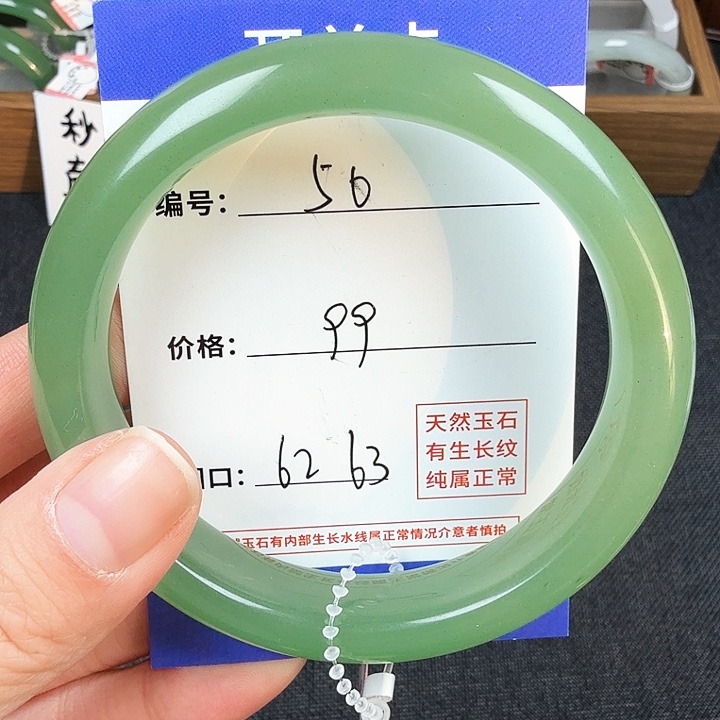 编号: 56
价格: 99
口: 62 63
天然玉石
有生长纹
纯属正常
玉石有内部生长水线属正常情况介意者慎拍
秒